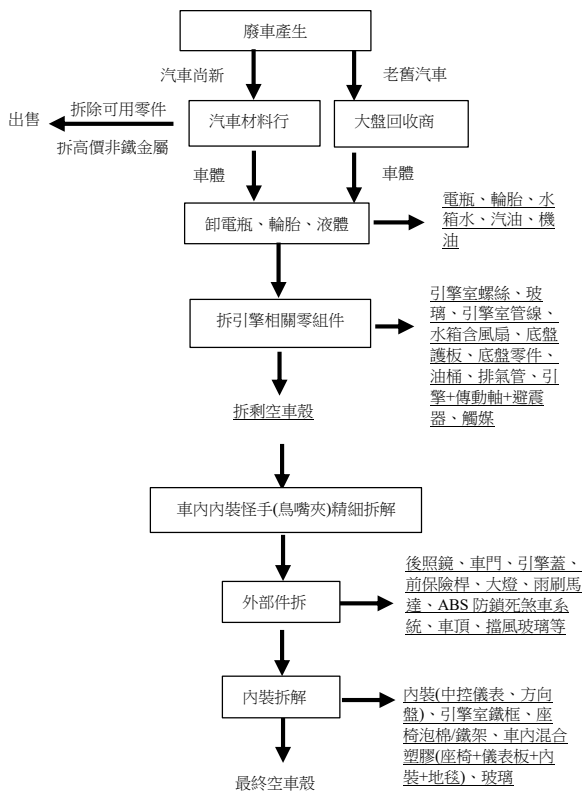 廢車產生
汽車尚新
老舊汽車
出售
拆除可用零件
拆高價非鐵金屬
汽車材料行
大盤回收商
車體
車體
卸電瓶、輪胎、液體
電瓶、輪胎、水
箱水、汽油、機
油
拆引擎相關零組件
引擎室螺絲、玻
璃、引擎室管線、
水箱含風扇、底盤
護板、底盤零件、
油桶、排氣管、引
擎+傳動軸+避震
器、觸媒
拆剩空車殼
車內內裝怪手(鳥嘴夾)精細拆解
外部件拆
後照鏡、車門、引擎蓋、
前保險桿、大燈、雨刷馬
達、ABS 防鎖死煞車系
統、車頂、擋風玻璃等
內裝拆解
內裝(中控儀表、方向
盤)、引擎室鐵框、座
椅泡棉/鐵架、車內混合
塑膠(座椅+儀表板+內
裝+地毯)、玻璃
最終空車殼